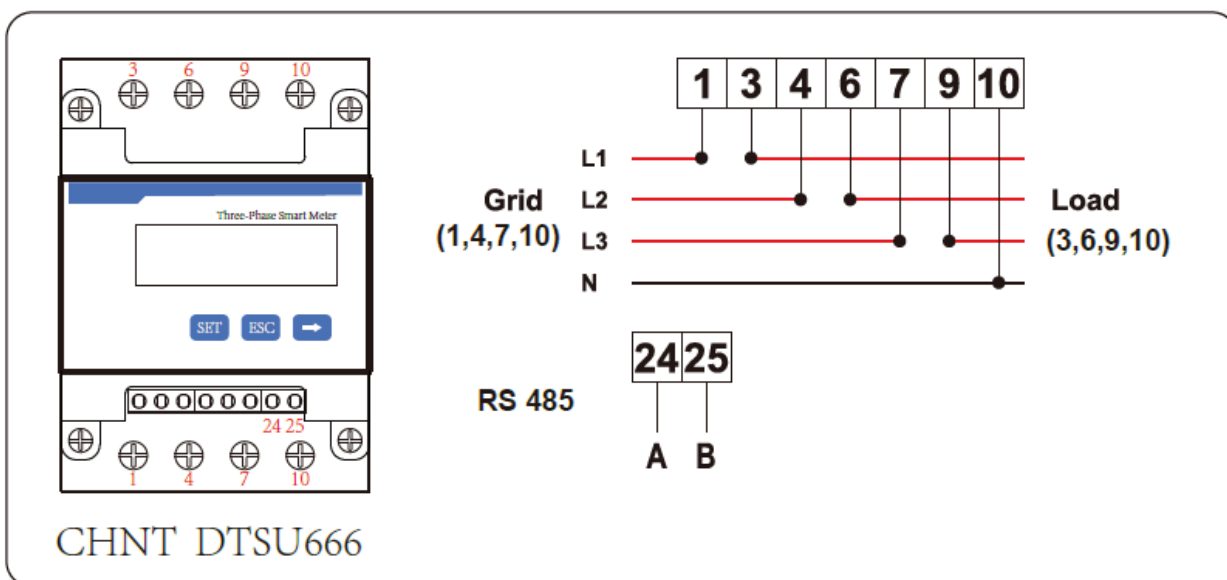 3 6 9 10
Three-Phase Smart Meter
SET ESC
24 25
1 4 7 10
CHNT DTSU666
1 3 4 6 7 9 10
L1
Grid L2 Load
(1,4,7,10) L3 (3,6,9,10)
N
24 25
RS 485
A B